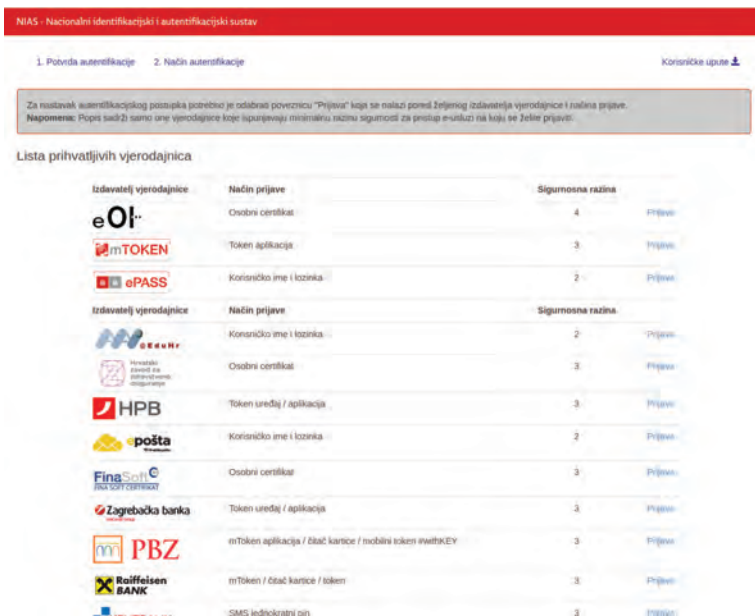 NIAS - Nacionalni identifikacijski i autentifikacijski sustav
1. Potvrda autentifikacije 2. Način autentifikacije Korisničke upute
Za nastavak autentifikacijskog postupka potrebno je odabrati poveznicu "Prijava" koja se nalazi pored željenog izdavatelja vjerodajnice i načina prijave.
Napomena: Popis sadrži samo one vjerodajnice koje ispunjavaju minimalnu razinu sigurnosti za pristup e-usluzi na koju se želite prijaviti.
Lista prihvatljivih vjerodajnica
Izdavatelj vjerodajnice Način prijave Sigurnosna razina
eOI Osobni certifikat 4 Prijava
mTOKEN Token aplikacija 3 Prijava
ePASS Korisničko ime i lozinka 2 Prijava
Izdavatelj vjerodajnice Način prijave Sigurnosna razina
@EduHr Korisničko ime i lozinka 2 Prijava
Hrvatski zavod za zdravstveno osiguranje Osobni certifikat 3 Prijava
HPB Token uređaj / aplikacija 3 Prijava
epošta Korisničko ime i lozinka 2 Prijava
FinaSoft FINA SOFT CERTIFIKAT Osobni certifikat 3 Prijava
Zagrebačka banka Token uređaj / aplikacija 3 Prijava
PBZ mToken aplikacija / čitač kartice / mobilni token #withKEY 3 Prijava
Raiffeisen BANK mToken / čitač kartice / token 3 Prijava
SMS jednokratni pin 3 Prijava